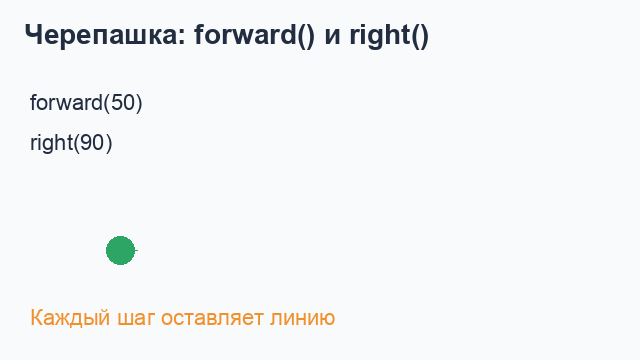 Черепашка: forward() и right()
forward(50)
right(90)
Каждый шаг оставляет линию